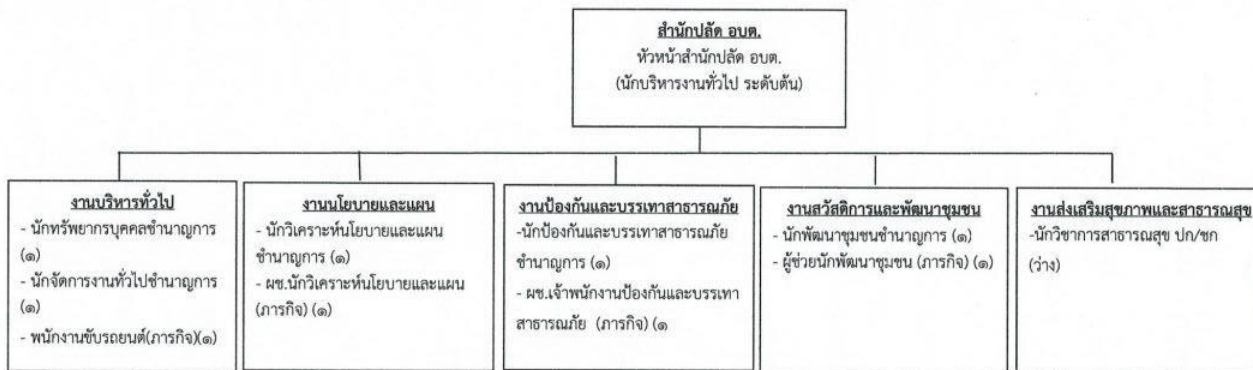 สำนักปลัด อบต.
หัวหน้าสำนักปลัด อบต.
(นักบริหารงานทั่วไป ระดับต้น)
งานบริหารทั่วไป
- นักทรัพยากรบุคคลชำนาญการ
(๑)
- นักจัดการงานทั่วไปชำนาญการ
(๑)
- พนักงานขับรถยนต์(ภารกิจ)(๑)
งานนโยบายและแผน
- นักวิเคราะห์นโยบายและแผน
ชำนาญการ (๑)
- ผช.นักวิเคราะห์นโยบายและแผน
(ภารกิจ) (๑)
งานป้องกันและบรรเทาสาธารณภัย
-นักป้องกันและบรรเทาสาธารณภัย
ชำนาญการ (๑)
- ผช.เจ้าพนักงานป้องกันและบรรเทา
สาธารณภัย (ภารกิจ) (๑
งานสวัสดิการและพัฒนาชุมชน
- นักพัฒนาชุมชนชำนาญการ (๑)
- ผู้ช่วยนักพัฒนาชุมชน (ภารกิจ) (๑)
งานส่งเสริมสุขภาพและสาธารณสุข
-นักวิชาการสาธารณสุข ปก/ชก
(ว่าง)